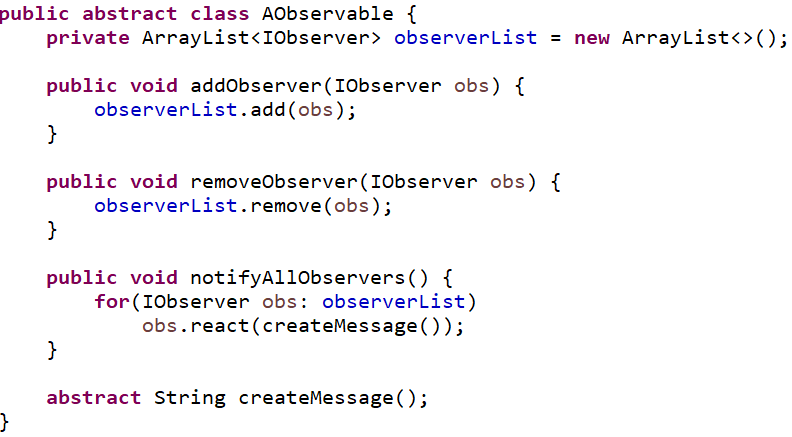 public abstract class AObservable {
    private ArrayList<IObserver> observerList = new ArrayList<>();

    public void addObserver(IObserver obs) {
        observerList.add(obs);
    }

    public void removeObserver(IObserver obs) {
        observerList.remove(obs);
    }

    public void notifyAllObservers() {
        for(IObserver obs: observerList)
            obs.react(createMessage());
    }

    abstract String createMessage();
}